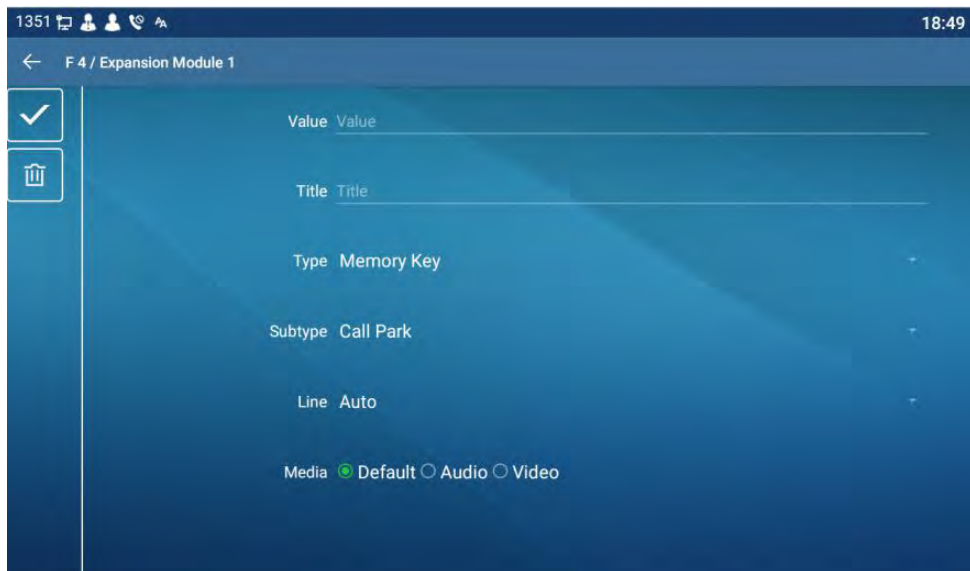 1351 18:49
F 4 / Expansion Module 1
Value Value
Title Title
Type Memory Key
Subtype Call Park
Line Auto
Media Default Audio Video